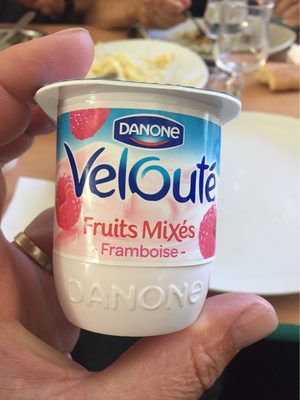 DANONE
Velouté
Fruits MiXés
- Framboise -
DANONE